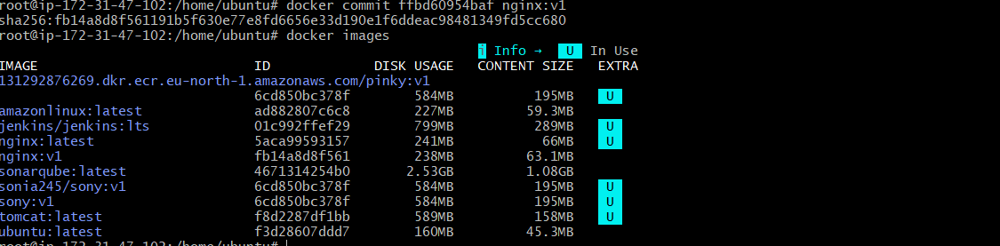 root@ip-172-31-47-102:/home/ubuntu# docker commit ffbd60954baf nginx:v1
sha256:fb14a8d8f561191b5f630e77e8fd6656e33d190e1f6ddeac98481349fd5cc680
root@ip-172-31-47-102:/home/ubuntu# docker images
i Info → U In Use
IMAGE ID DISK USAGE CONTENT SIZE EXTRA
131292876269.dkr.ecr.eu-north-1.amazonaws.com/pinky:v1
6cd850bc378f 584MB 195MB U
amazonlinux:latest ad882807c6c8 227MB 59.3MB
jenkins/jenkins:lts 01c992ffef29 799MB 289MB U
nginx:latest 5aca99593157 241MB 66MB U
nginx:v1 fb14a8d8f561 238MB 63.1MB
sonarqube:latest 4671314254b0 2.53GB 1.08GB
sonia245/sony:v1 6cd850bc378f 584MB 195MB U
sony:v1 6cd850bc378f 584MB 195MB U
tomcat:latest f8d2287df1bb 589MB 158MB U
ubuntu:latest f3d28607ddd7 160MB 45.3MB
root@ip-172-31-47-102:/home/ubuntu#